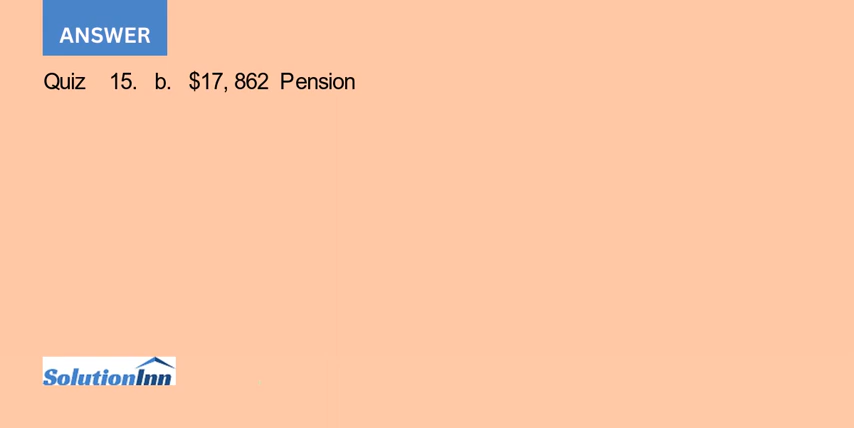 ANSWER
Quiz 15. b. $17, 862 Pension
SolutionInn